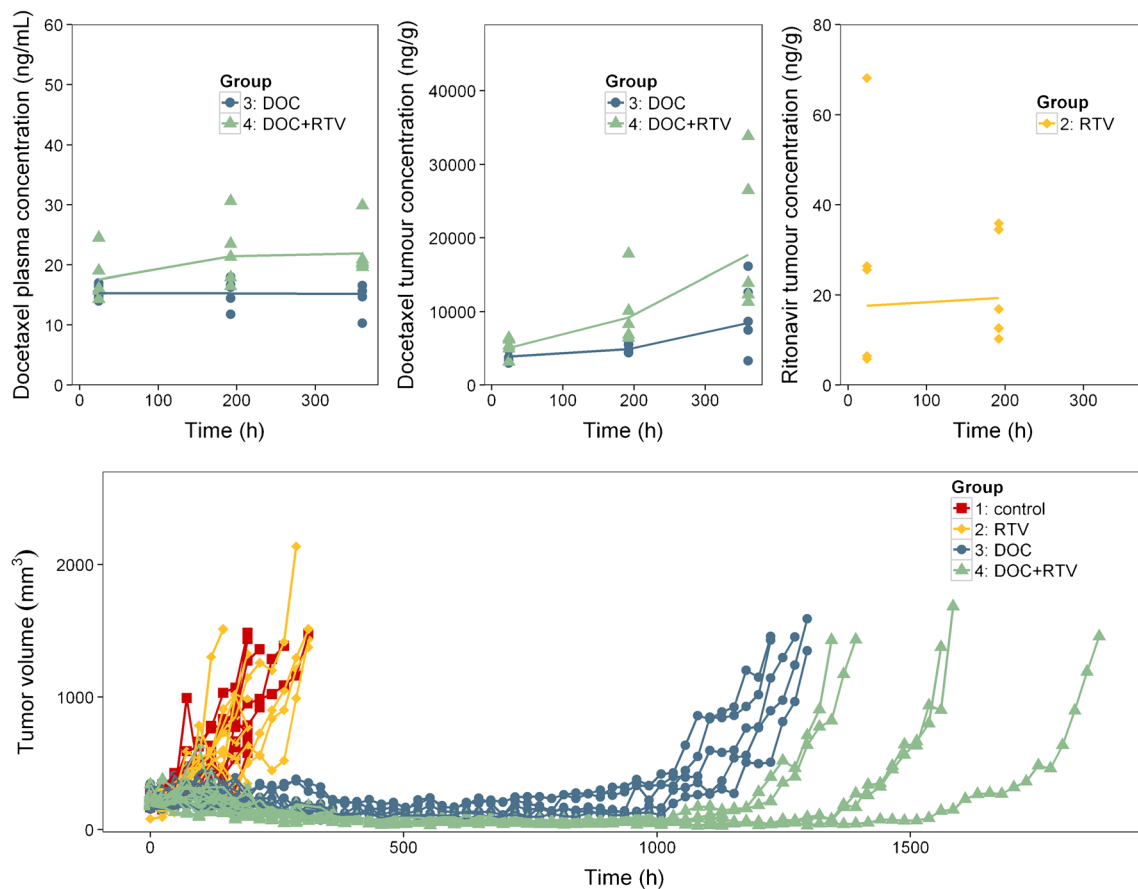 Docetaxel plasma concentration (ng/mL)
60
50
40
30
20
10
0
0 100 200 300
Time (h)
Group
3: DOC
4: DOC+RTV
Docetaxel tumour concentration (ng/g)
40000
30000
20000
10000
0
0 100 200 300
Time (h)
Group
3: DOC
4: DOC+RTV
Ritonavir tumour concentration (ng/g)
80
60
40
20
0
0 100 200 300
Time (h)
Group
2: RTV
Tumor volume (mm³)
2000
1000
0
0 500 1000 1500
Time (h)
Group
1: control
2: RTV
3: DOC
4: DOC+RTV